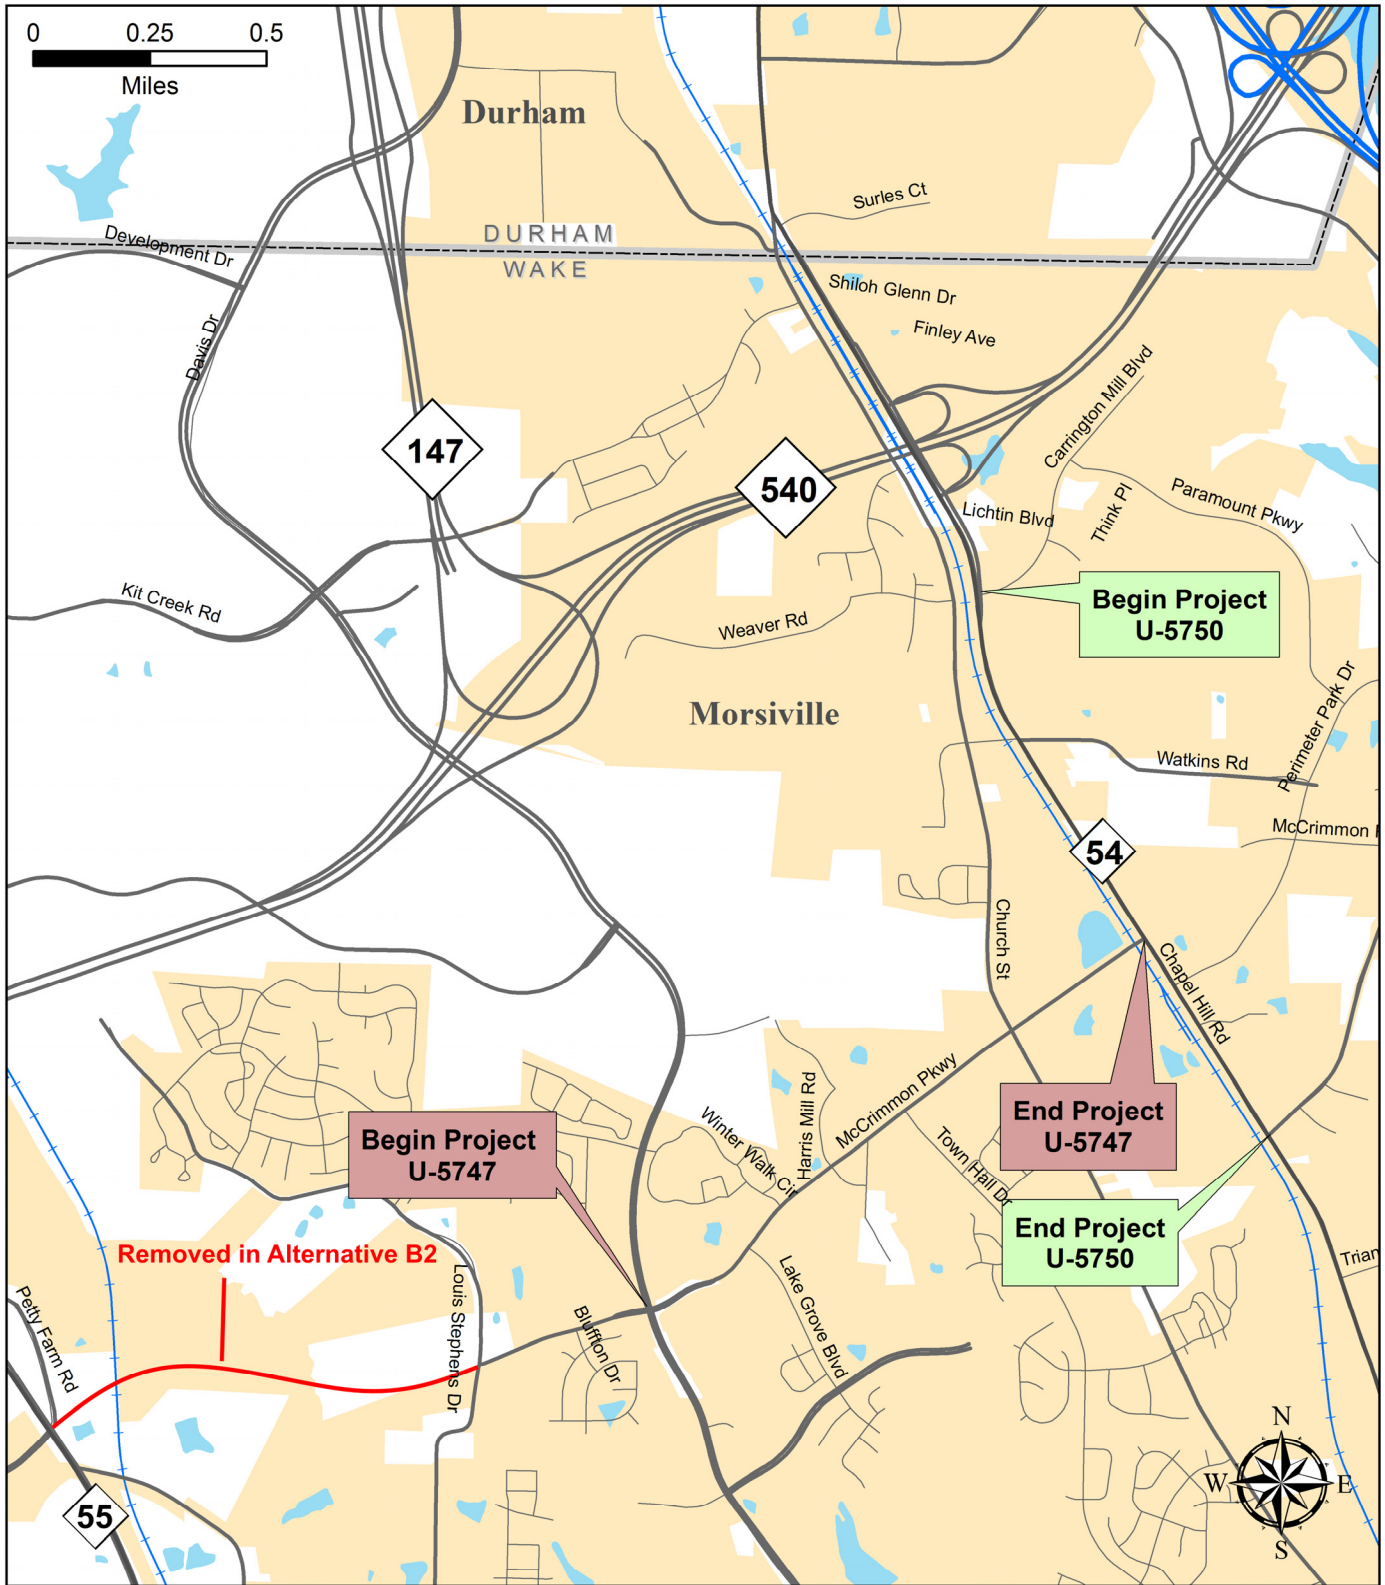 0 0.25 0.5
Miles
Durham
Surles Ct
DURHAM
WAKE
Development Dr
Shiloh Glenn Dr
Finley Ave
Davis Dr
Carrington Mill Blvd
147
540
Lichtin Blvd
Think Pl
Paramount Pkwy
Kit Creek Rd
Weaver Rd
Begin Project
U-5750
Morsiville
Perimeter Park Dr
Watkins Rd
McCrimmon
54
Church St
Chapel Hill Rd
McCrimmon Pkwy
Harris Mill Rd
Winter Walk Cir
Town Hall Dr
End Project
U-5747
Begin Project
U-5747
End Project
U-5750
Removed in Alternative B2
Louis Stephens Dr
Lake Grove Blvd
Bluffton Dr
Petty Farm Rd
Trian
55
N
W E
S